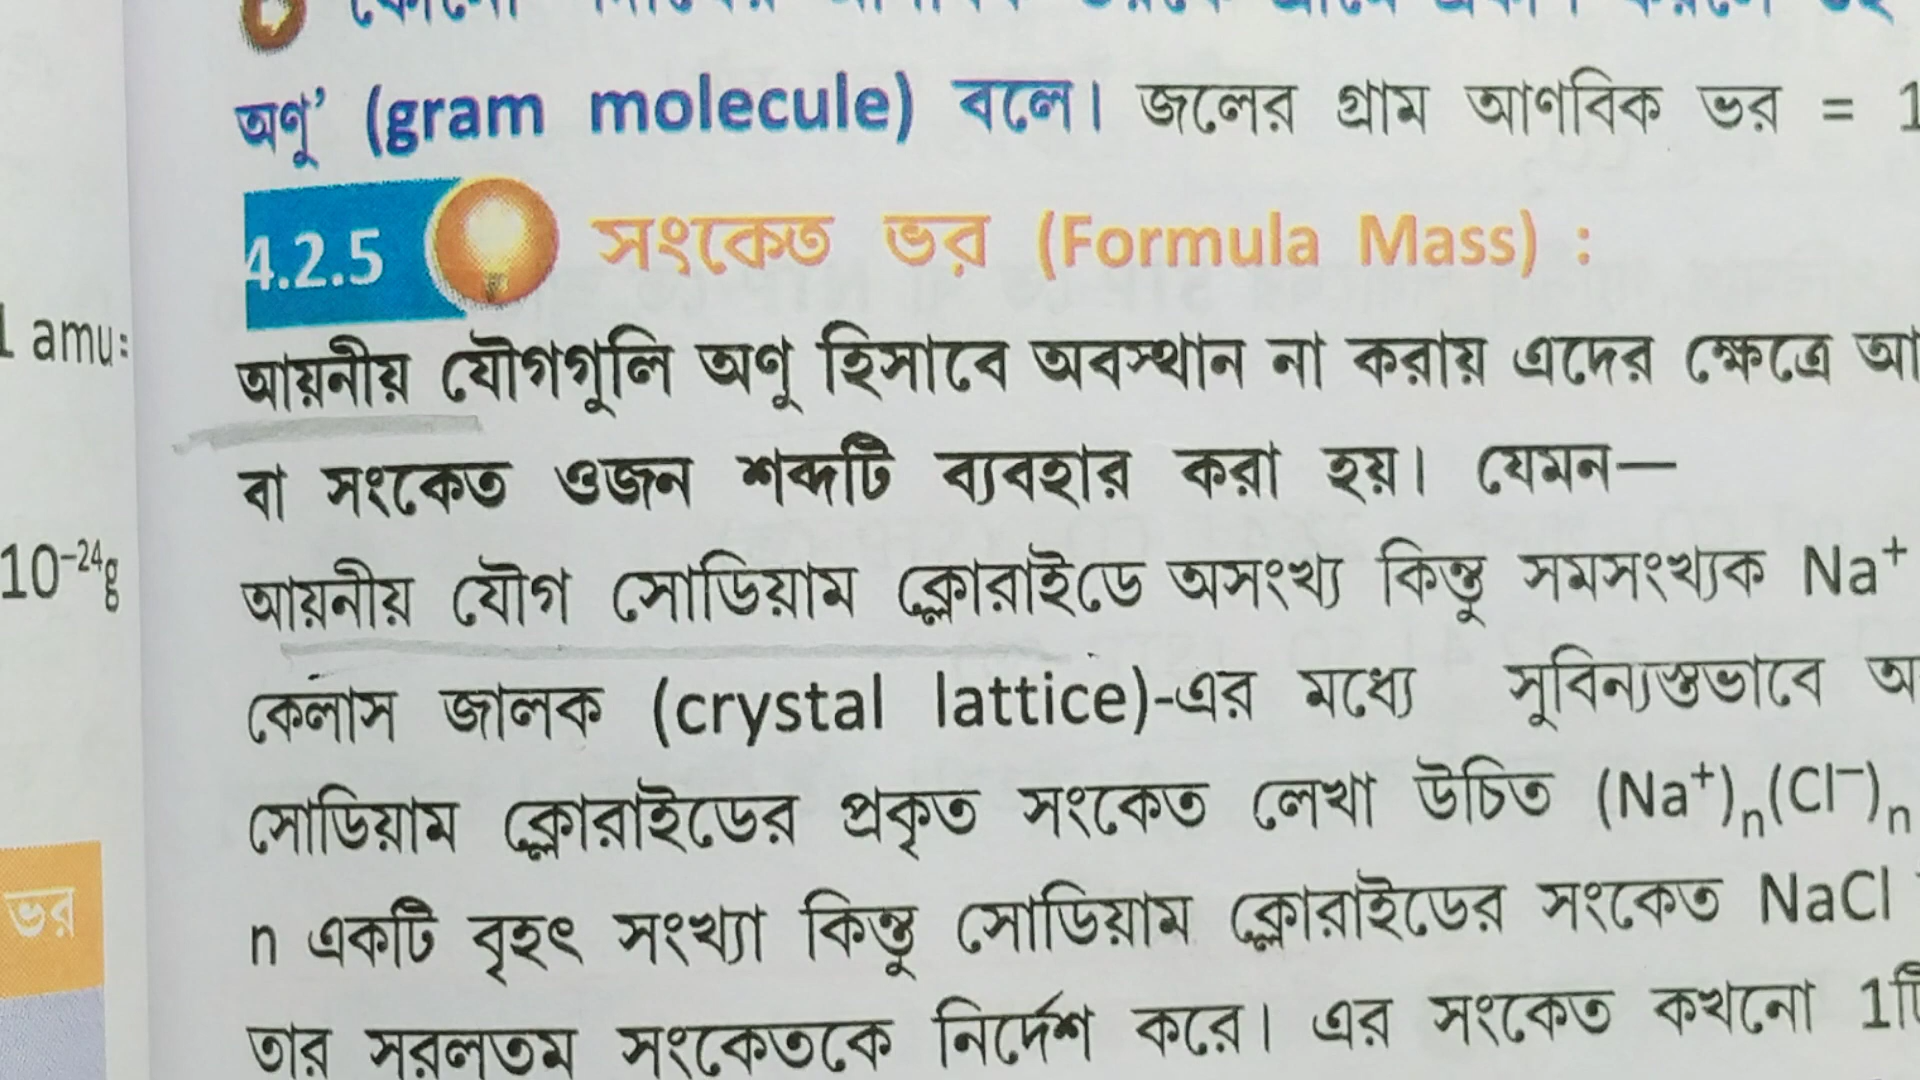 অণু’ (gram molecule) বলে। জলের গ্রাম আণবিক ভর = 1
4.2.5 সংকেত ভর (Formula Mass) :
1 amu=
আয়নীয় যৌগগুলি অণু হিসাবে অবস্থান না করায় এদের ক্ষেত্রে আ
বা সংকেত ওজন শব্দটি ব্যবহার করা হয়। যেমন—
10⁻²⁴g
আয়নীয় যৌগ সোডিয়াম ক্লোরাইডে অসংখ্য কিন্তু সমসংখ্যক Na⁺
কেলাস জালক (crystal lattice)-এর মধ্যে সুবিন্যস্তভাবে অ
সোডিয়াম ক্লোরাইডের প্রকৃত সংকেত লেখা উচিত (Na⁺)ₙ(Cl⁻)ₙ
ভর
n একটি বৃহৎ সংখ্যা কিন্তু সোডিয়াম ক্লোরাইডের সংকেত NaCl
তার সরলতম সংকেতকে নির্দেশ করে। এর সংকেত কখনো 1টি